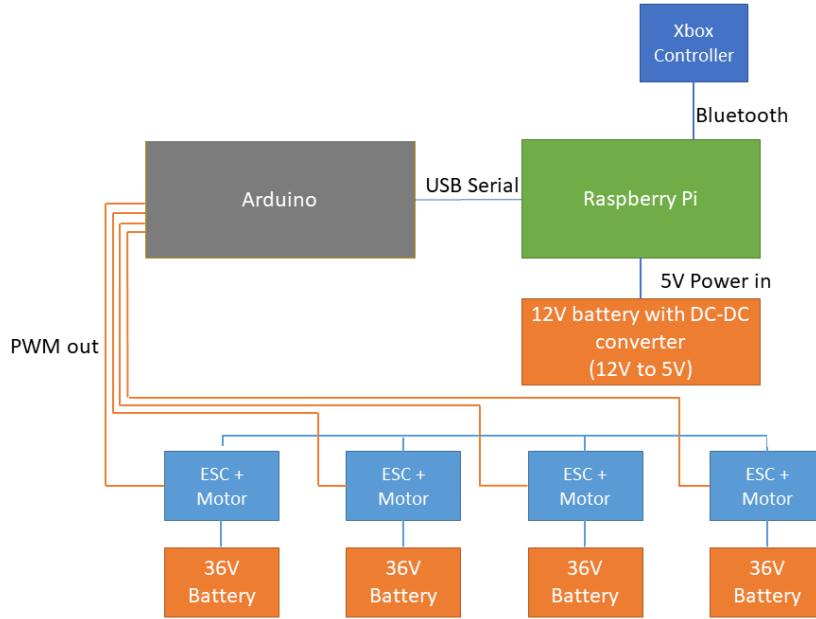 Xbox
Controller
Bluetooth
Arduino
USB Serial
Raspberry Pi
5V Power in
12V battery with DC-DC
converter
(12V to 5V)
PWM out
ESC +
Motor
ESC +
Motor
ESC +
Motor
ESC +
Motor
36V
Battery
36V
Battery
36V
Battery
36V
Battery